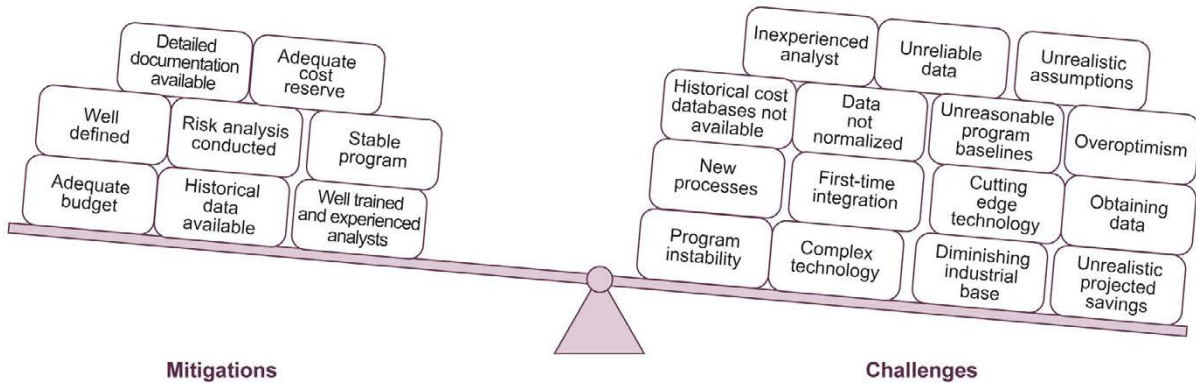 Detailed
documentation
available
Adequate
cost
reserve
Well
defined
Risk analysis
conducted
Stable
program
Adequate
budget
Historical
data
available
Well trained
and experienced
analysts
Mitigations
Inexperienced
analyst
Unreliable
data
Unrealistic
assumptions
Historical cost
databases not
available
Data
not
normalized
Unreasonable
program
baselines
Overoptimism
New
processes
First-time
integration
Cutting
edge
technology
Obtaining
data
Program
instability
Complex
technology
Diminishing
industrial
base
Unrealistic
projected
savings
Challenges